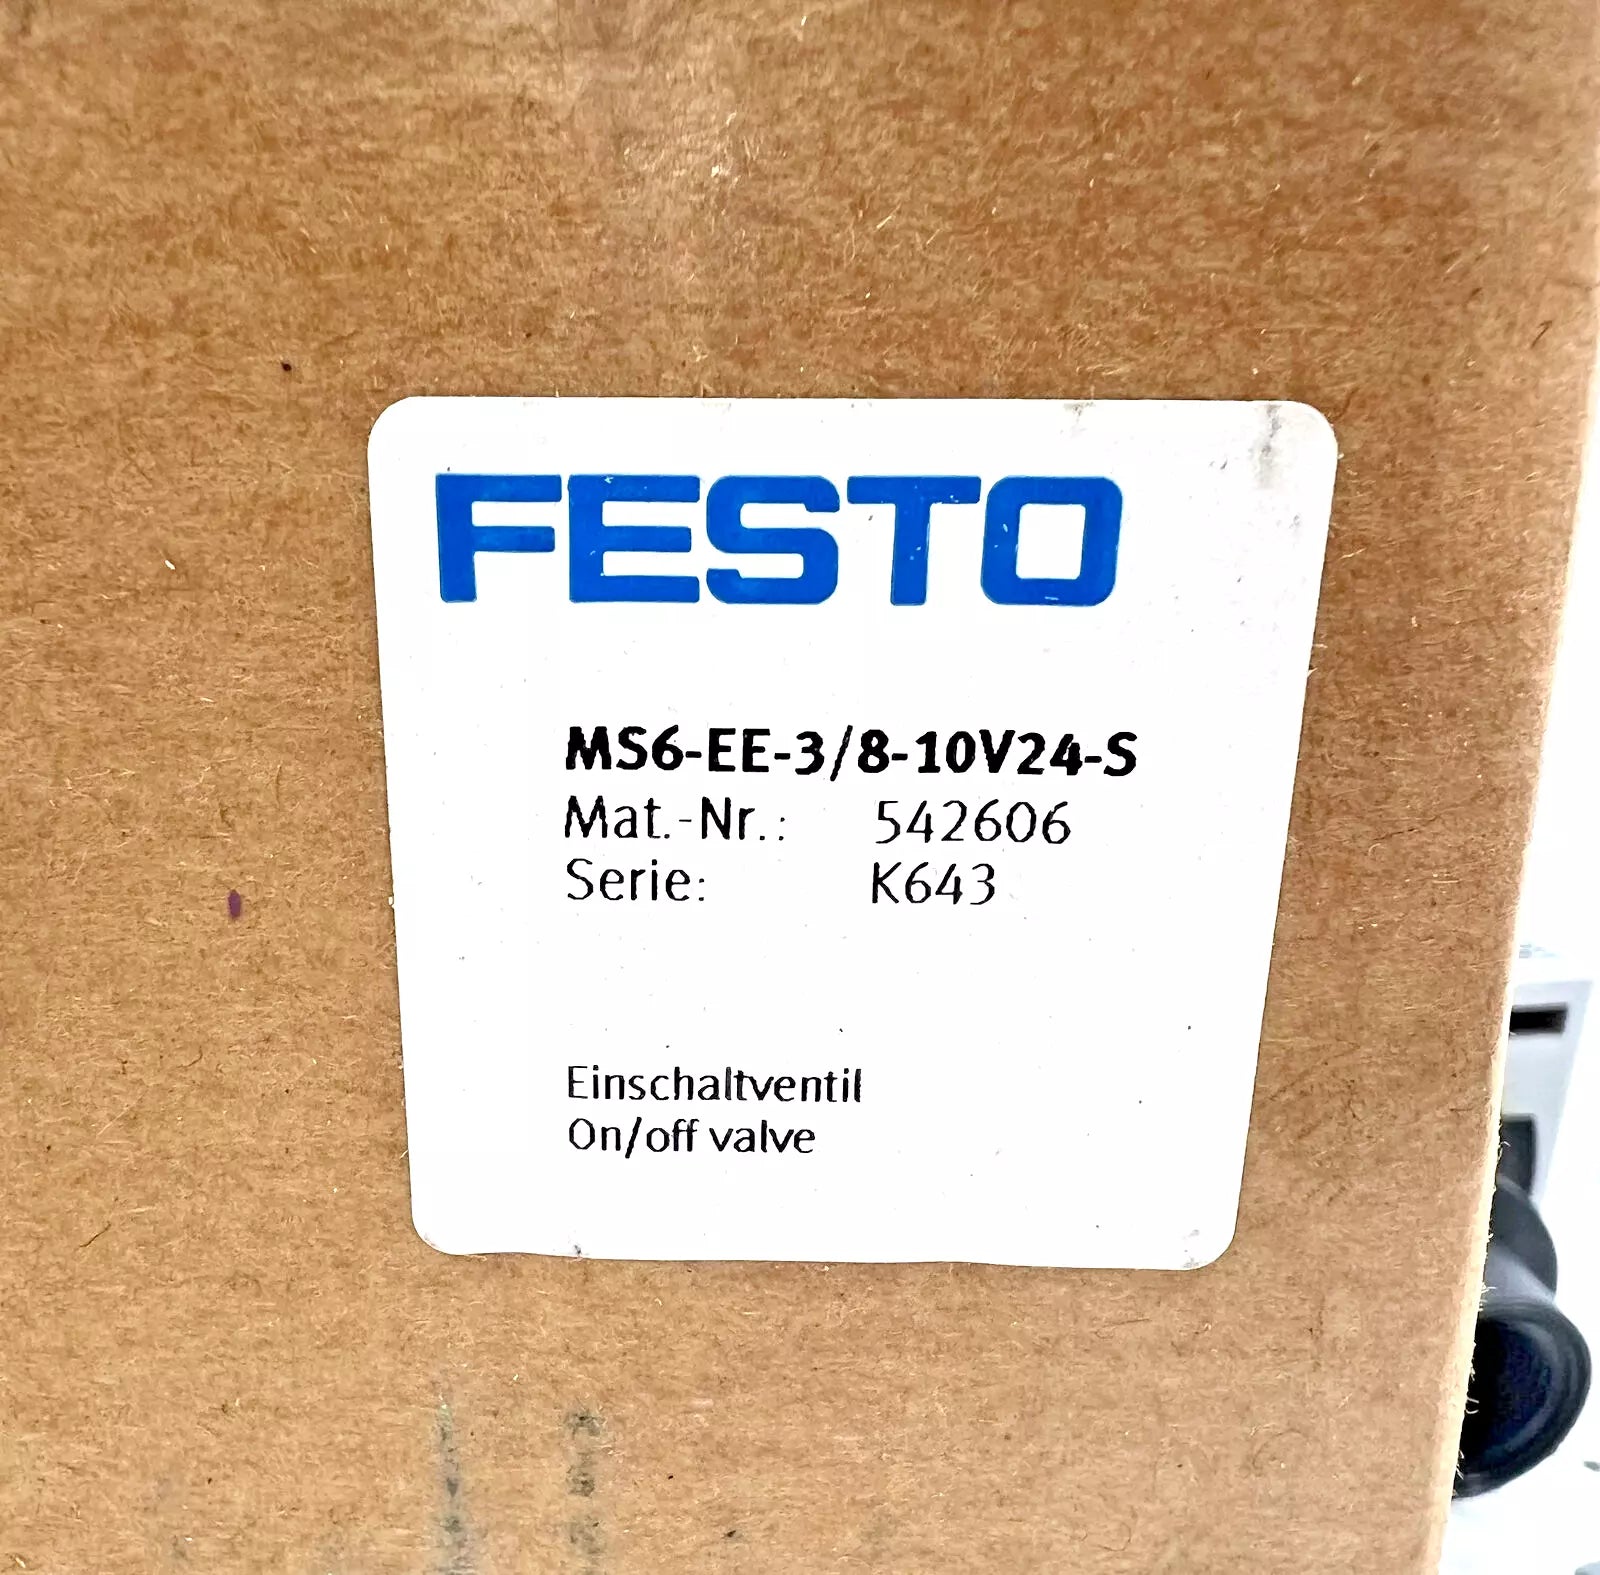 FESTO
MS6-EE-3/8-10V24-S
Mat.-Nr.: 542606
Serie: K643
Einschaltventil
On/off valve